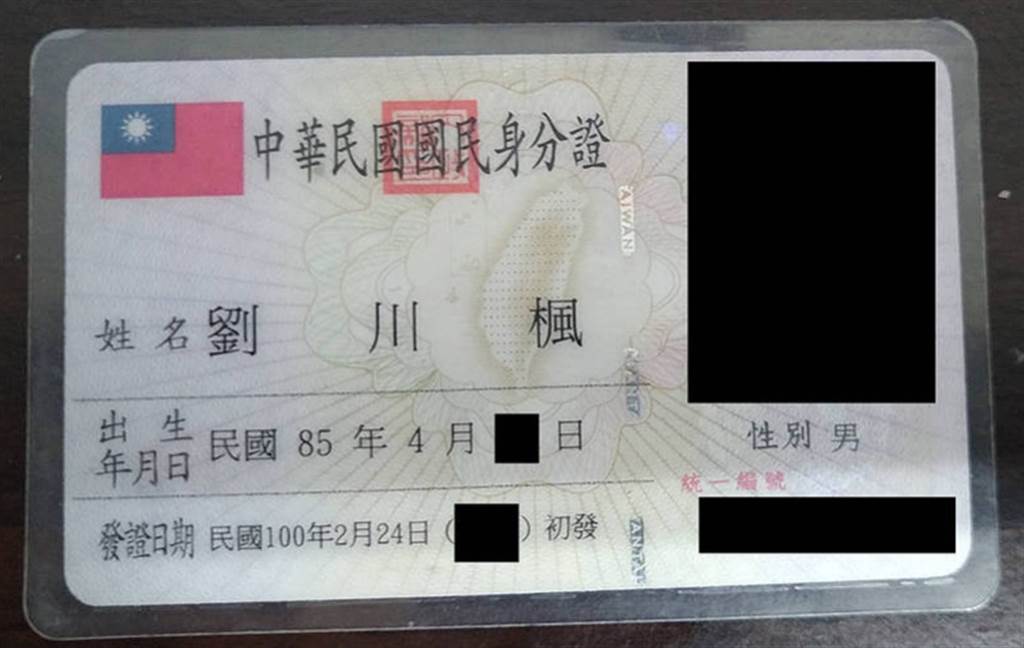 中華民國國民身分證
姓名 劉川楓
出生年月日 民國 85 年 4 月 日
性別 男
統一編號
發證日期 民國100年2月24日 ( ) 初發
TAIWAN